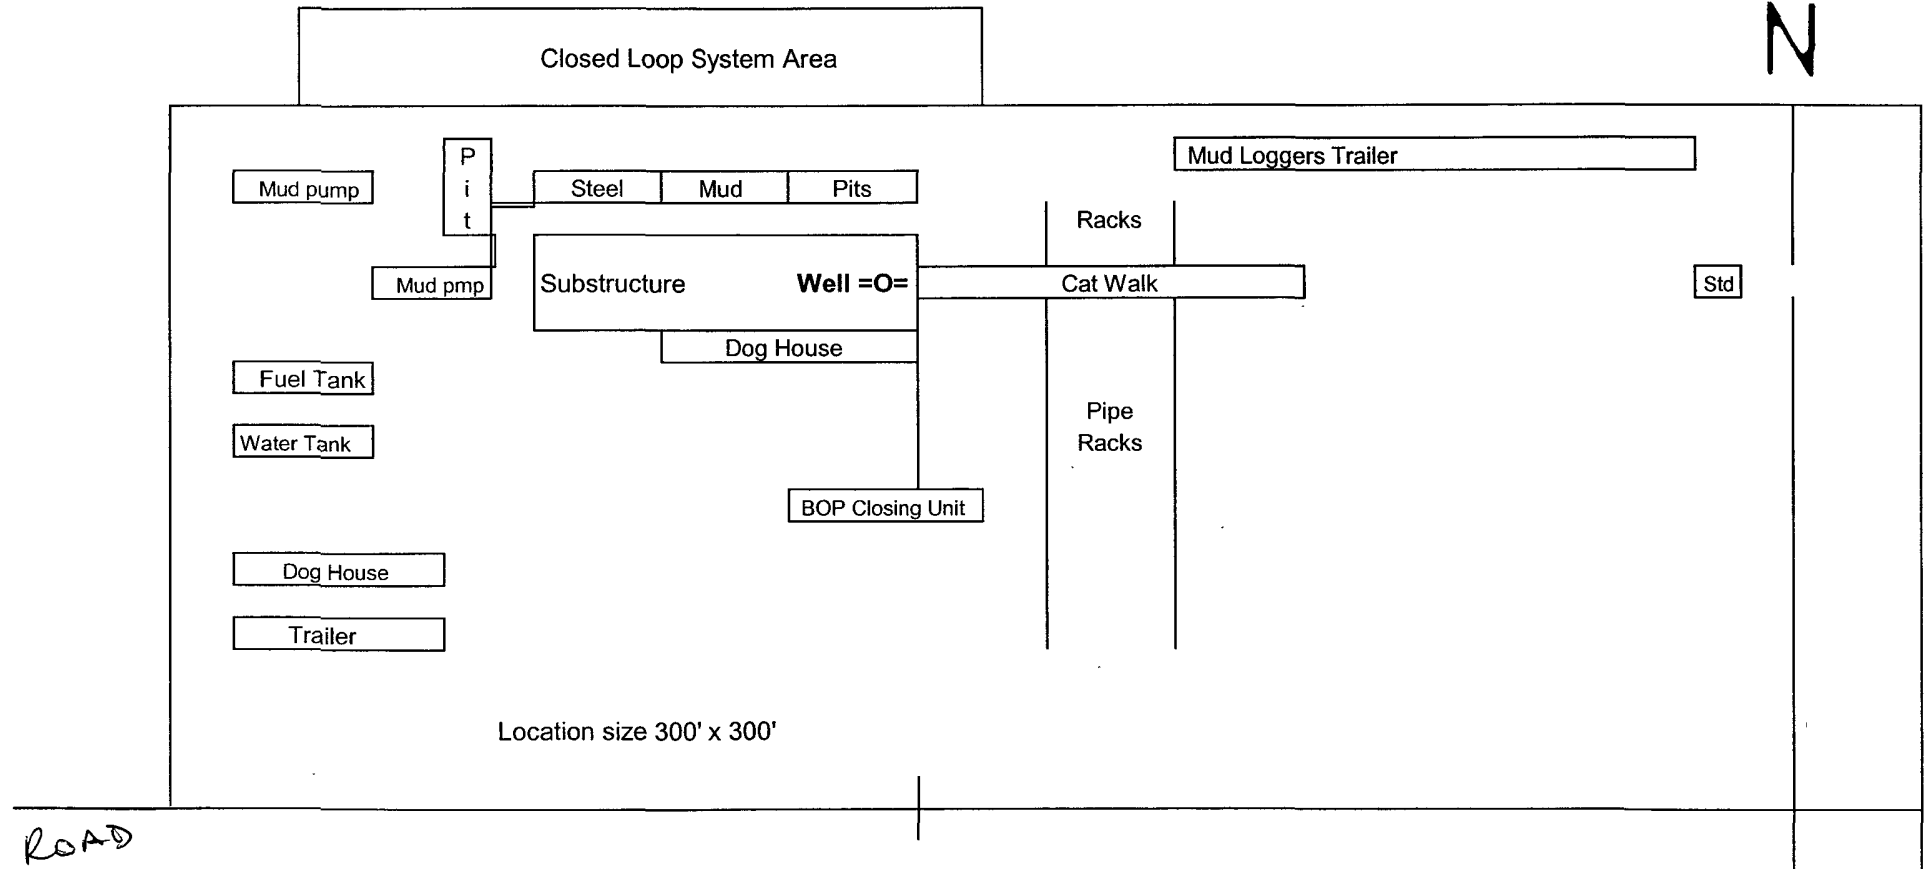 N
Closed Loop System Area
Mud Loggers Trailer
Pit
Mud pump
Steel Mud Pits
Racks
Mud pmp
Substructure Well =O=
Cat Walk
Std
Dog House
Fuel Tank
Pipe
Racks
Water Tank
BOP Closing Unit
Dog House
Trailer
Location size 300' x 300'
ROAD